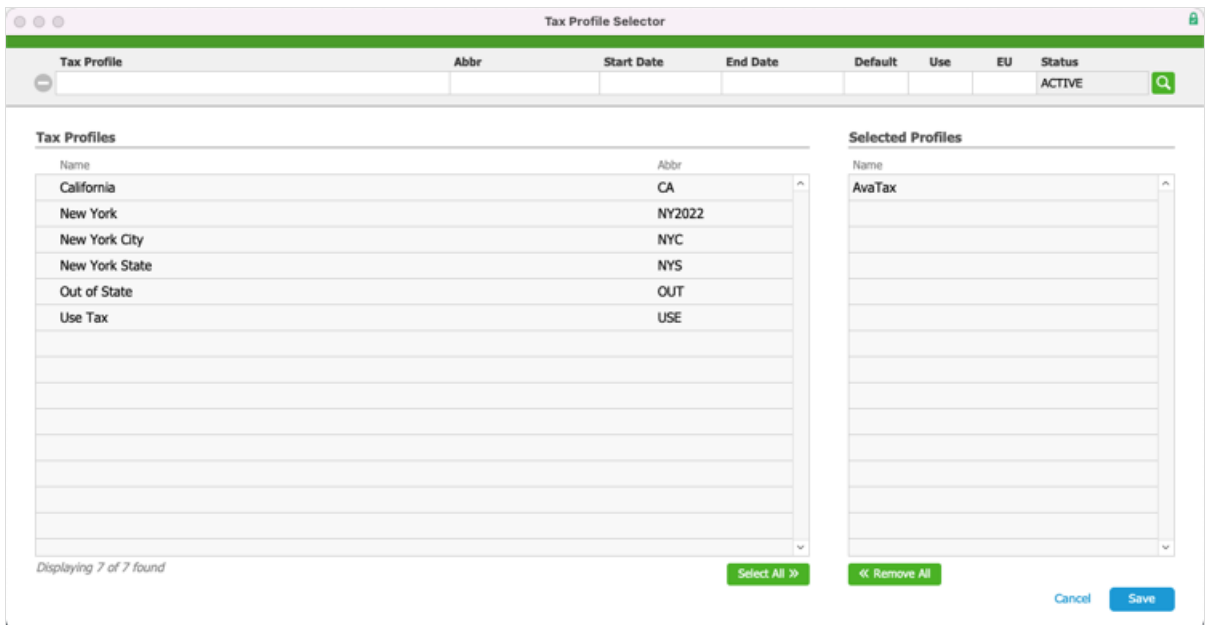 Tax Profile Selector
Tax Profile Abbr Start Date End Date Default Use EU Status
ACTIVE
Tax Profiles
Name Abbr
California CA
New York NY2022
New York City NYC
New York State NYS
Out of State OUT
Use Tax USE
Displaying 7 of 7 found
Select All »
Selected Profiles
Name
AvaTax
« Remove All
Cancel Save